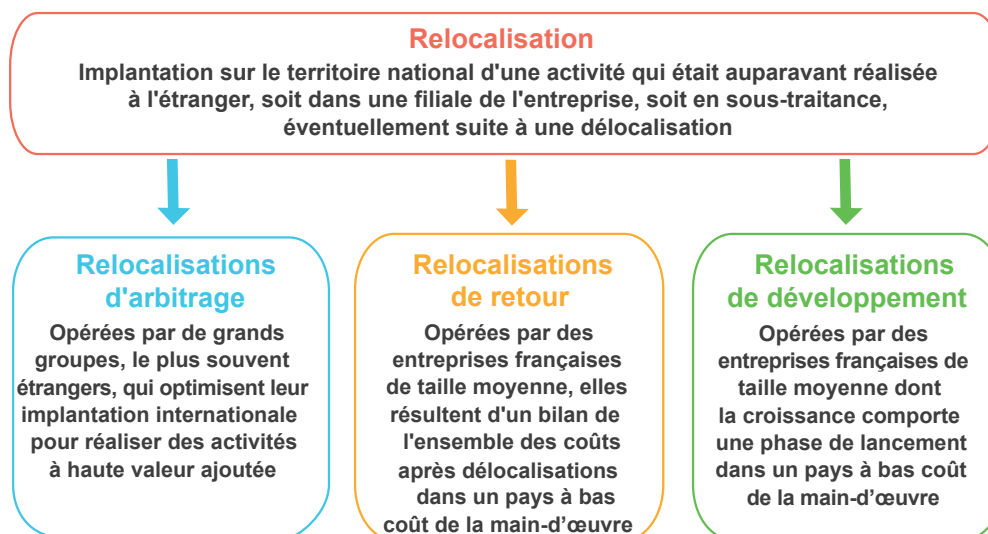 Relocalisation
Implantation sur le territoire national d'une activité qui était auparavant réalisée
à l'étranger, soit dans une filiale de l'entreprise, soit en sous-traitance,
éventuellement suite à une délocalisation
Relocalisations
d'arbitrage
Opérées par de grands
groupes, le plus souvent
étrangers, qui optimisent leur
implantation internationale
pour réaliser des activités
à haute valeur ajoutée
Relocalisations
de retour
Opérées par des
entreprises françaises
de taille moyenne, elles
résultent d'un bilan de
l'ensemble des coûts
après délocalisations
dans un pays à bas
coût de la main-d’œuvre
Relocalisations
de développement
Opérées par des
entreprises françaises de
taille moyenne dont
la croissance comporte
une phase de lancement
dans un pays à bas coût
de la main-d’œuvre